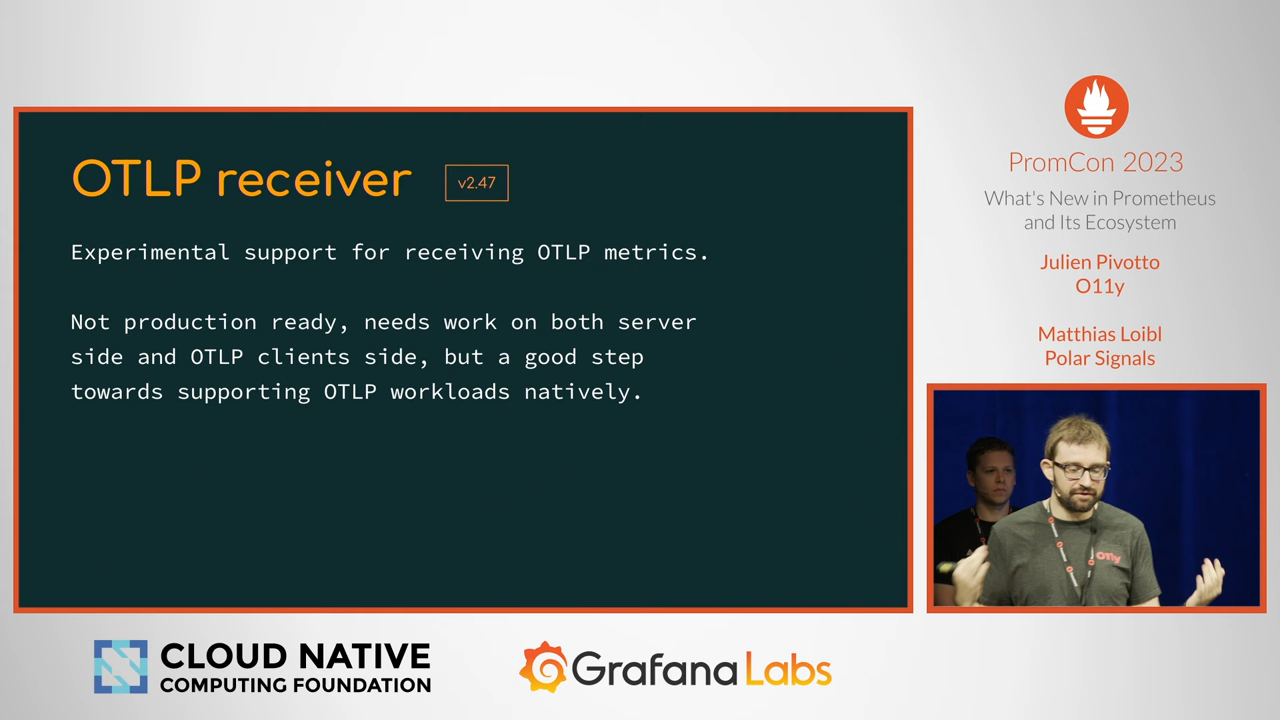 OTLP receiver
v2.47
Experimental support for receiving OTLP metrics.
Not production ready, needs work on both server
side and OTLP clients side, but a good step
towards supporting OTLP workloads natively.
PromCon 2023
What's New in Prometheus
and Its Ecosystem
Julien Pivotto
O11y
Matthias Loibl
Polar Signals
O11y
CLOUD NATIVE
COMPUTING FOUNDATION
Grafana Labs